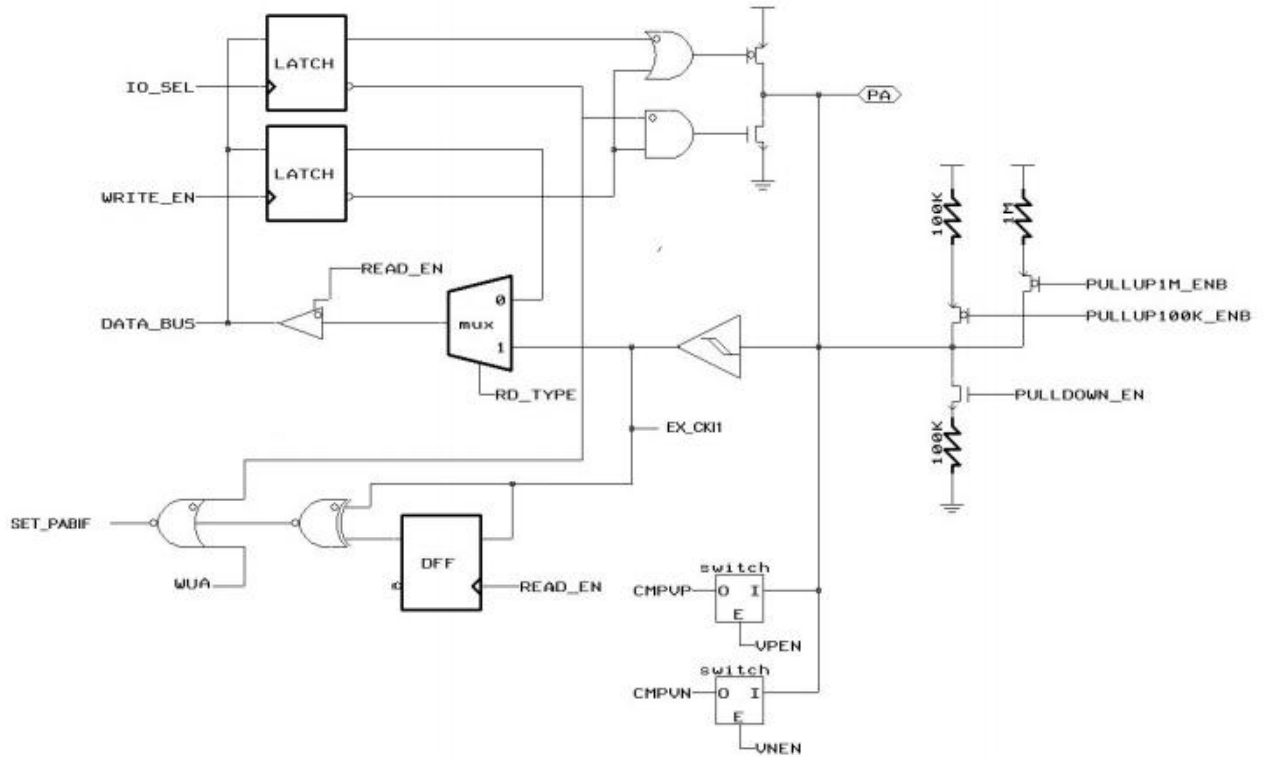 LATCH
IO_SEL
PA
LATCH
WRITE_EN
100K
1M
READ_EN
PULLUP1M_ENB
0
DATA_BUS
mux
PULLUP100K_ENB
1
RD_TYPE
PULLDOWN_EN
EX_CKI1
100K
SET_PABIF
DFF
WUA
READ_EN
switch
CMPVP
O I
E
VPEN
switch
CMPVN
O I
E
VNEN